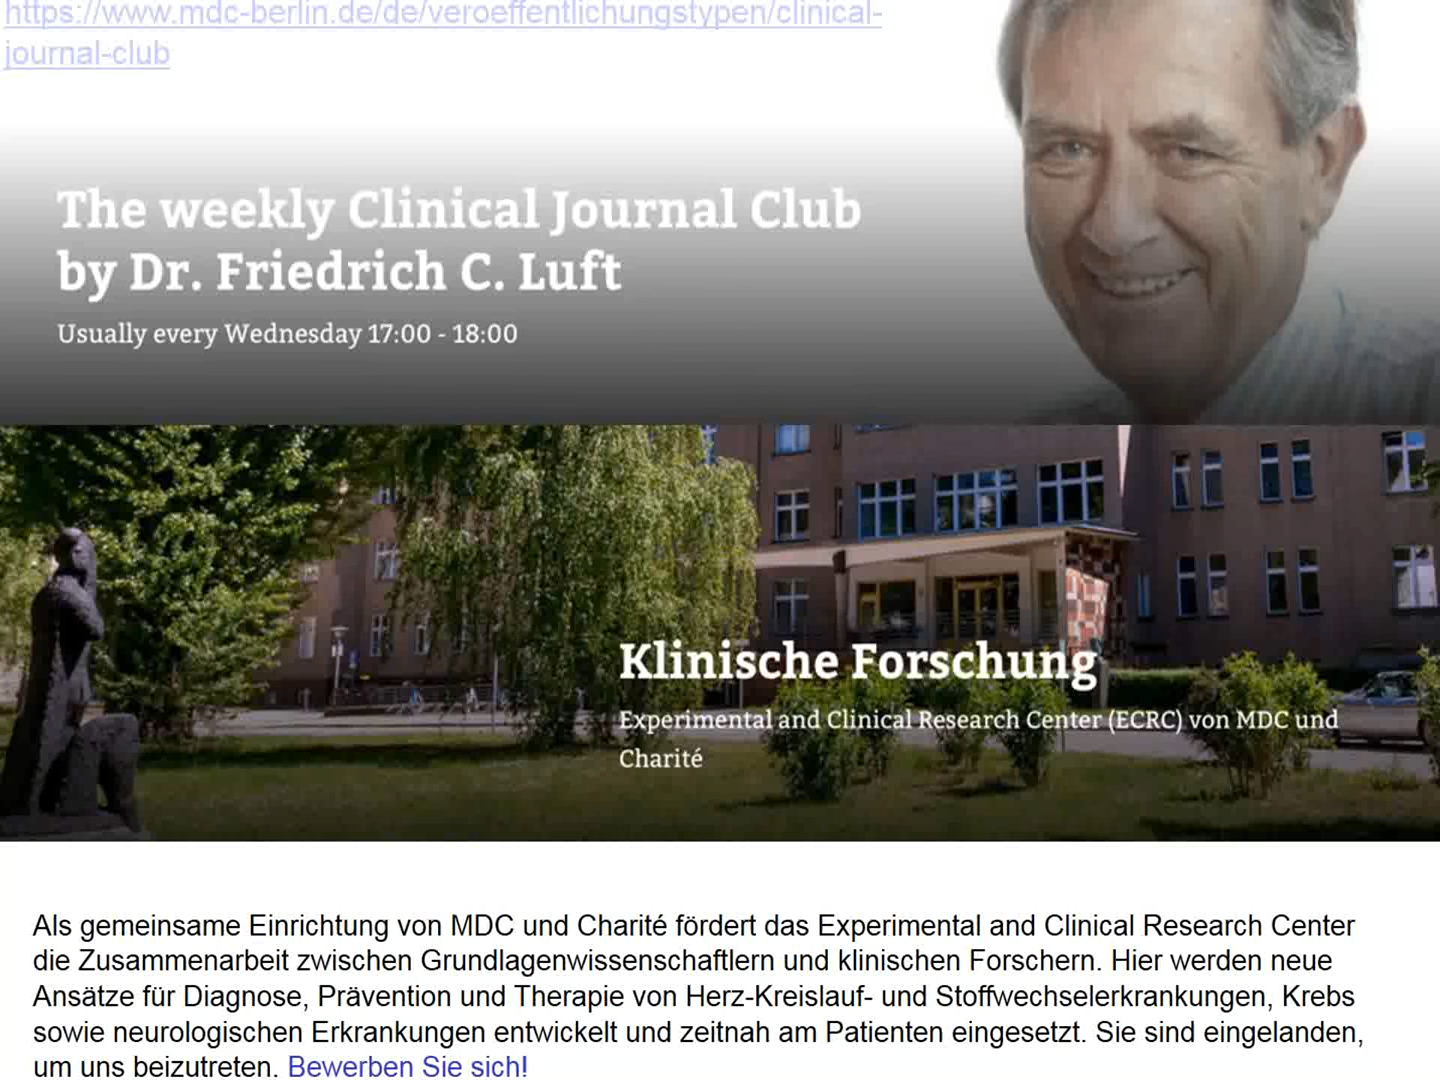 https://www.mdc-berlin.de/de/veroeffentlichungstypen/clinical-
journal-club
The weekly Clinical Journal Club
by Dr. Friedrich C. Luft
Usually every Wednesday 17:00 - 18:00
Klinische Forschung
Experimental and Clinical Research Center (ECRC) von MDC und
Charité
Als gemeinsame Einrichtung von MDC und Charité fördert das Experimental and Clinical Research Center
die Zusammenarbeit zwischen Grundlagenwissenschaftlern und klinischen Forschern. Hier werden neue
Ansätze für Diagnose, Prävention und Therapie von Herz-Kreislauf- und Stoffwechselerkrankungen, Krebs
sowie neurologischen Erkrankungen entwickelt und zeitnah am Patienten eingesetzt. Sie sind eingelanden,
um uns beizutreten. Bewerben Sie sich!